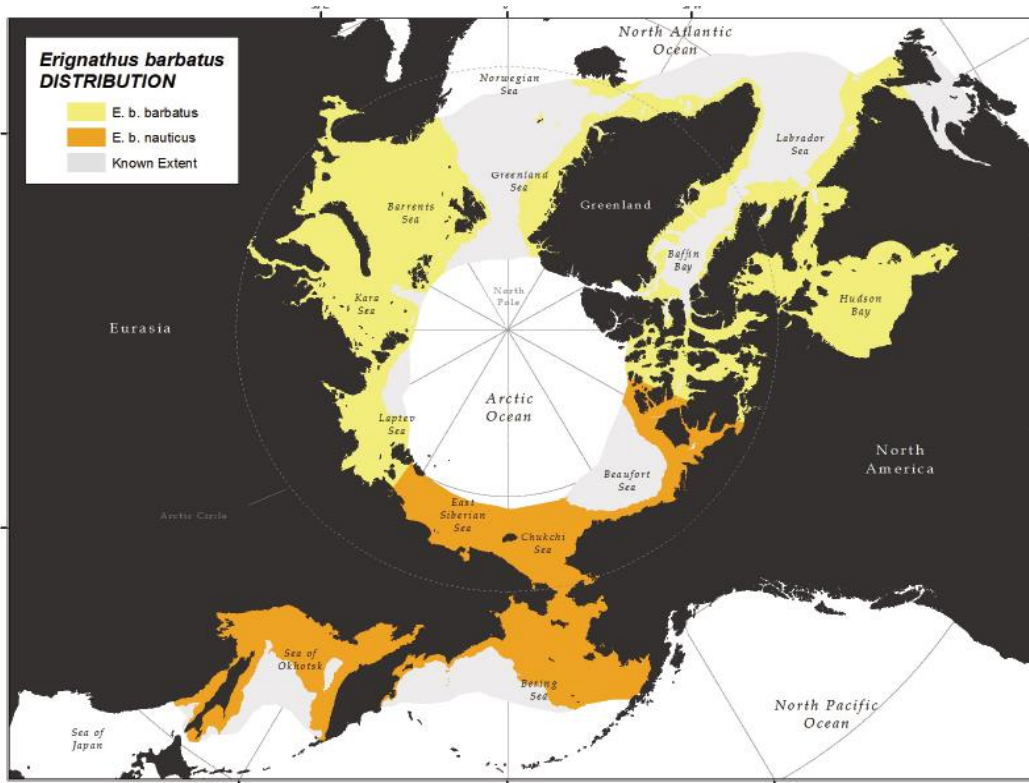 Erignathus barbatus
DISTRIBUTION
E. b. barbatus
E. b. nauticus
Known Extent
North Atlantic
Ocean
Norwegian
Sea
Labrador
Sea
Greenland
Sea
Greenland
Barrents
Sea
Baffin
Bay
North
Pole
Kara
Sea
Hudson
Bay
Eurasia
Arctic
Ocean
Laptev
Sea
North
America
Beaufort
Sea
East
Siberian
Sea
Arctic Circle
Chukchi
Sea
Sea of
Okhotsk
Bering
Sea
North Pacific
Ocean
Sea of
Japan